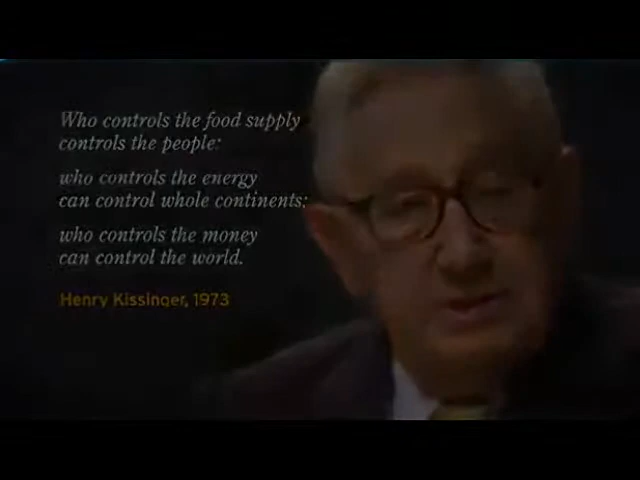 Who controls the food supply
controls the people:
who controls the energy
can control whole continents;
who controls the money
can control the world.
Henry Kissinger, 1973